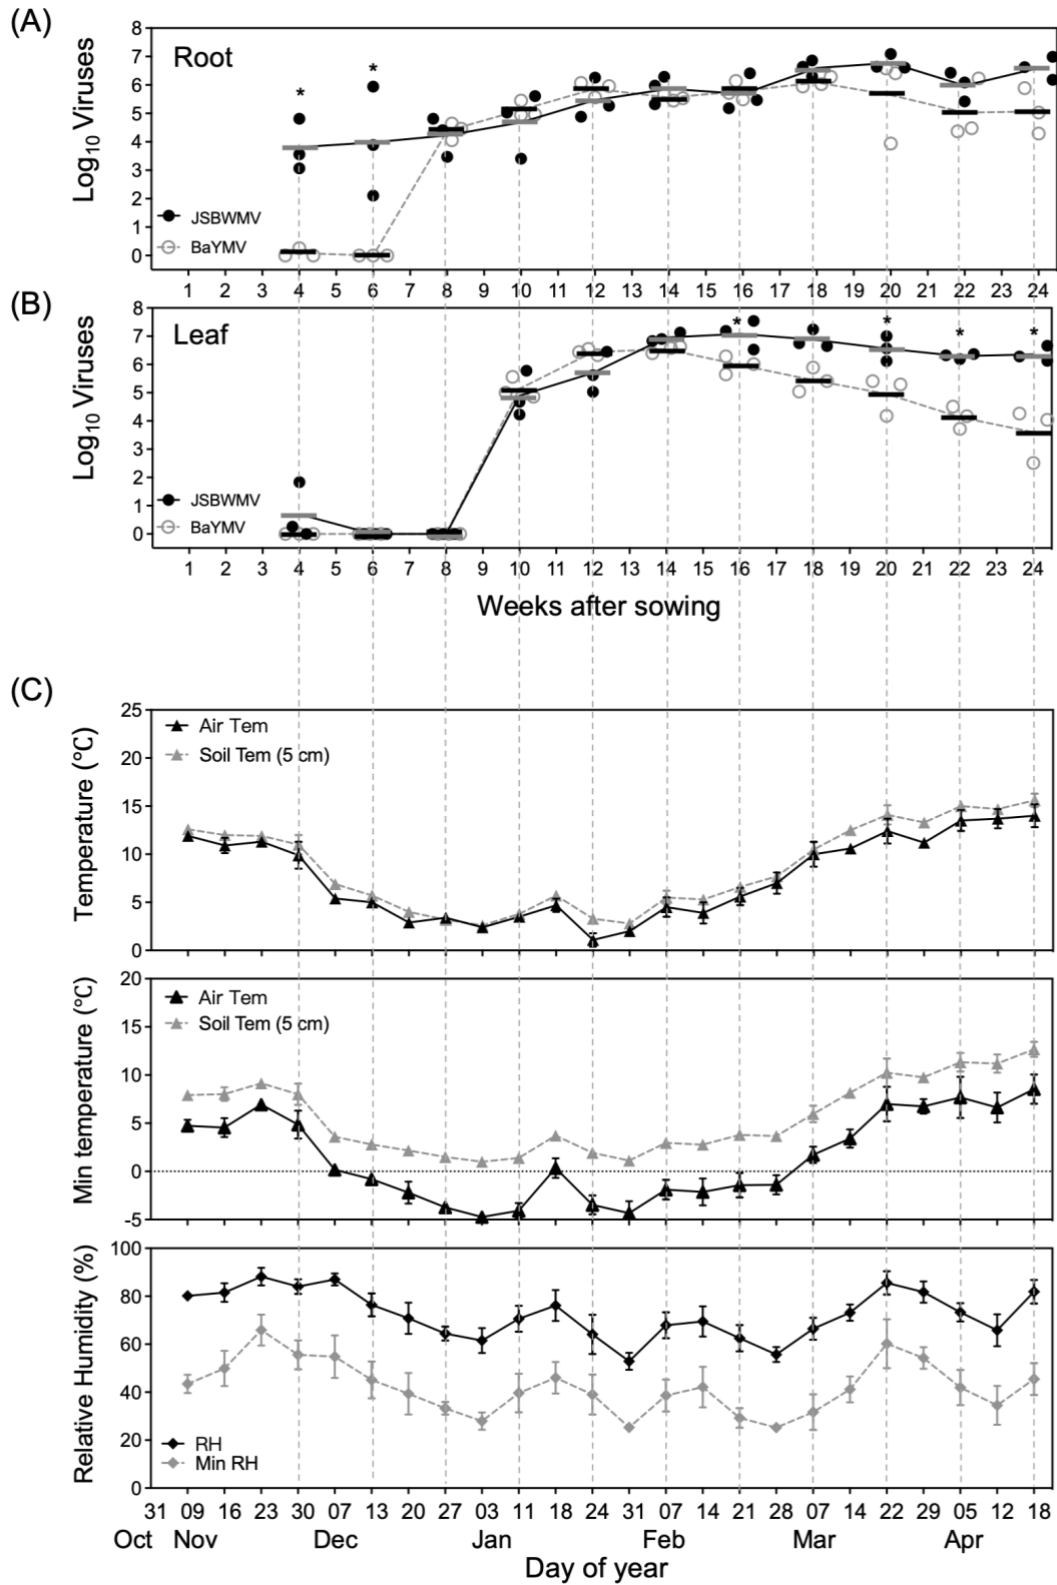 (A)
Root
Log10 Viruses
8
7
6
5
4
3
2
1
0
* *
JSBWMV
BaYMV
1 2 3 4 5 6 7 8 9 10 11 12 13 14 15 16 17 18 19 20 21 22 23 24
(B)
Leaf
Log10 Viruses
8
7
6
5
4
3
2
1
0
* * * *
JSBWMV
BaYMV
1 2 3 4 5 6 7 8 9 10 11 12 13 14 15 16 17 18 19 20 21 22 23 24
Weeks after sowing
(C)
Temperature (°C)
25
20
15
10
5
0
Air Tem
Soil Tem (5 cm)
Min temperature (°C)
20
15
10
5
0
-5
Air Tem
Soil Tem (5 cm)
Relative Humidity (%)
100
80
60
40
20
0
RH
Min RH
31 09 16 23 30 07 13 20 27 03 11 18 24 31 07 14 21 28 07 14 22 29 05 12 18
Oct Nov Dec Jan Feb Mar Apr
Day of year